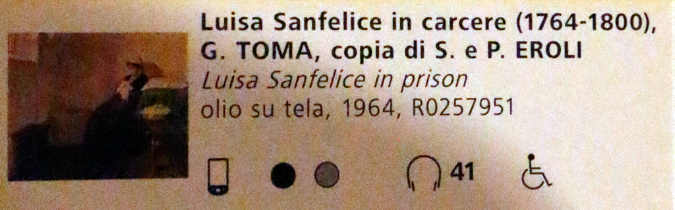 Luisa Sanfelice in carcere (1764-1800),
G. TOMA, copia di S. e P. EROLI
Luisa Sanfelice in prison
olio su tela, 1964, R0257951
41